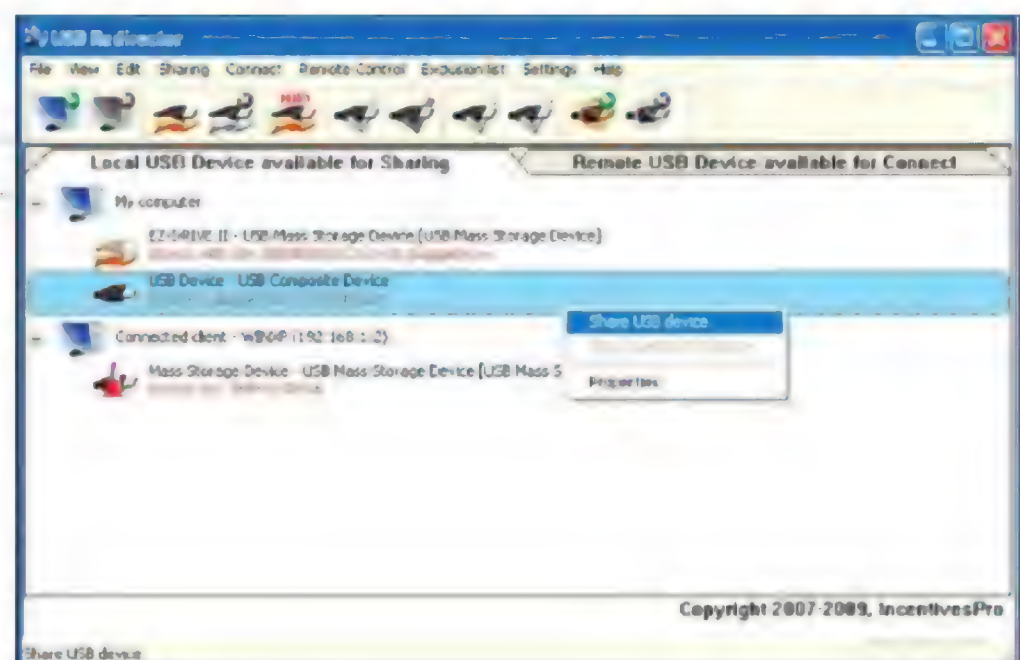 USB Redirector
File View Edit Sharing Connect Remote Control Exclusion list Settings Help
Local USB Device available for Sharing Remote USB Device available for Connect
My computer
EZ-DRIVE II - USB Mass Storage Device [USB Mass Storage Device]
USB Device - USB Composite Device
Share USB device
Connected client - WINXP (192.168.1.2)
Mass Storage Device - USB Mass Storage Device [USB Mass S
Properties
Copyright 2007-2009, IncentivesPro
Share USB device